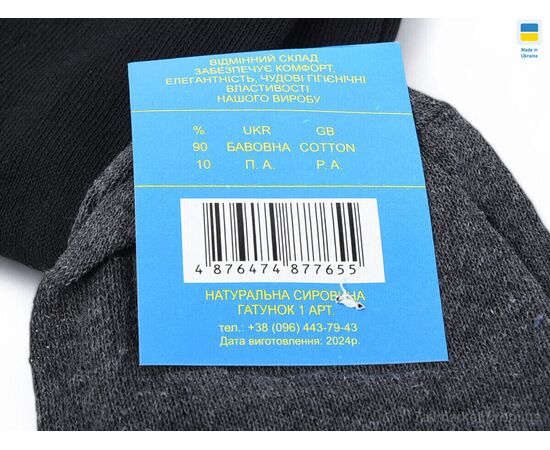 Made in
Ukraine
ВІДМІННИЙ СКЛАД
ЗАБЕЗПЕЧУЄ КОМФОРТ,
ЕЛЕГАНТНІСТЬ, ЧУДОВІ ГІГІЄНІЧНІ
ВЛАСТИВОСТІ
НАШОГО ВИРОБУ
% UKR GB
90 БАВОВНА COTTON
10 П. А. P. A.
4 876474 877655
НАТУРАЛЬНА СИРОВИНА
ГАТУНОК 1 АРТ.
тел.: +38 (096) 443-79-43
Дата виготовлення: 2024р.